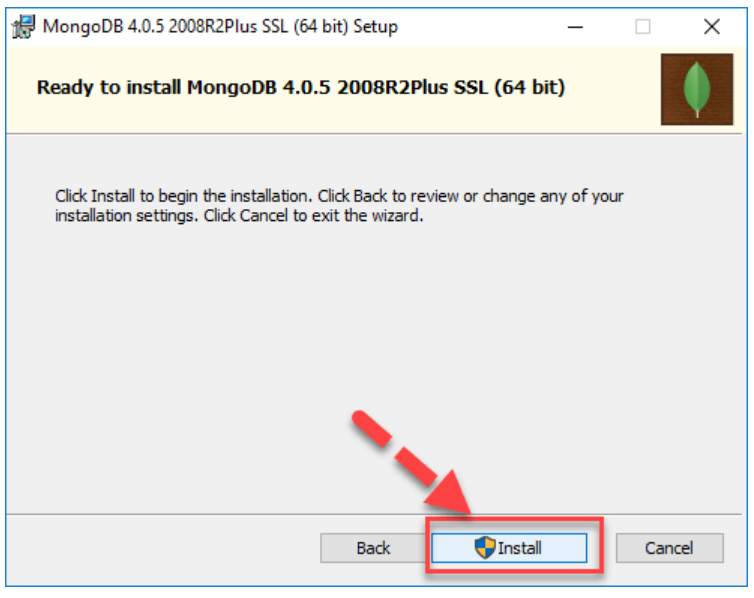 MongoDB 4.0.5 2008R2Plus SSL (64 bit) Setup
Ready to install MongoDB 4.0.5 2008R2Plus SSL (64 bit)
Click Install to begin the installation. Click Back to review or change any of your
installation settings. Click Cancel to exit the wizard.
Back Install Cancel